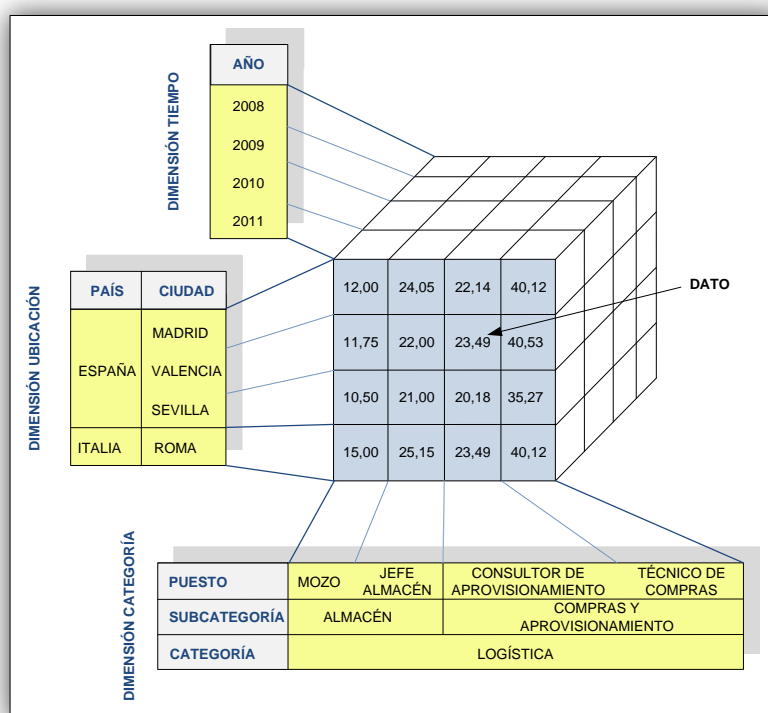 DIMENSIÓN TIEMPO
AÑO
2008
2009
2010
2011
DIMENSIÓN UBICACIÓN
PAÍS CIUDAD
ESPAÑA
MADRID
VALENCIA
SEVILLA
ITALIA ROMA
12,00 24,05 22,14 40,12
11,75 22,00 23,49 40,53
10,50 21,00 20,18 35,27
15,00 25,15 23,49 40,12
DATO
DIMENSIÓN CATEGORÍA
PUESTO
MOZO
JEFE
ALMACÉN
CONSULTOR DE
APROVISIONAMIENTO
TÉCNICO DE
COMPRAS
SUBCATEGORÍA
ALMACÉN
COMPRAS Y
APROVISIONAMIENTO
CATEGORÍA
LOGÍSTICA